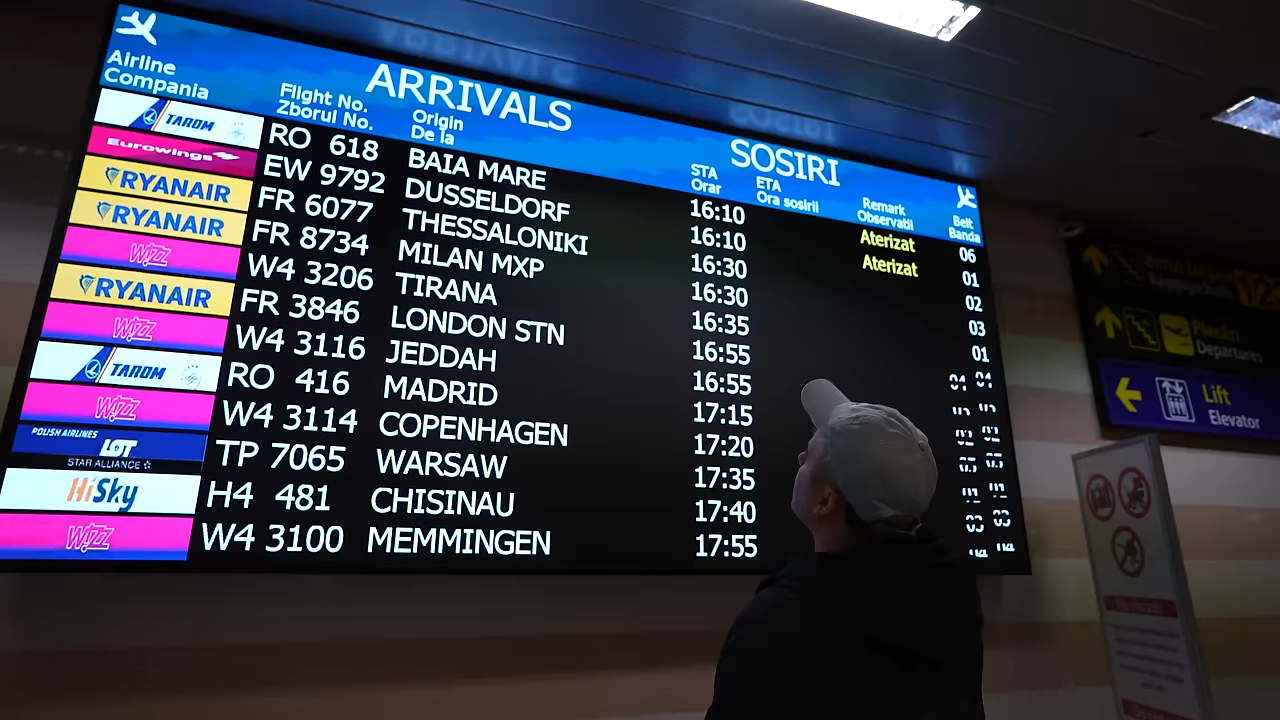 ARRIVALS
SOSIRI
Airline
Compania
Flight No.
Zborul No.
Origin
De la
STA
Orar
ETA
Ora sosirii
Remark
Observatii
Belt
Banda
TAROM RO 618 BAIA MARE 16:10 Aterizat 06
Eurowings EW 9792 DUSSELDORF 16:10 Aterizat 01
RYANAIR FR 6077 THESSALONIKI 16:30 02
RYANAIR FR 8734 MILAN MXP 16:30 03
WIZZ W4 3206 TIRANA 16:35 01
RYANAIR FR 3846 LONDON STN 16:55 04
WIZZ W4 3116 JEDDAH 16:55
TAROM RO 416 MADRID 17:15
WIZZ W4 3114 COPENHAGEN 17:20
POLISH AIRLINES
LOT
STAR ALLIANCE
TP 7065 WARSAW 17:35
HiSky H4 481 CHISINAU 17:40
WIZZ W4 3100 MEMMINGEN 17:55
Plecări
Departures
Lift
Elevator